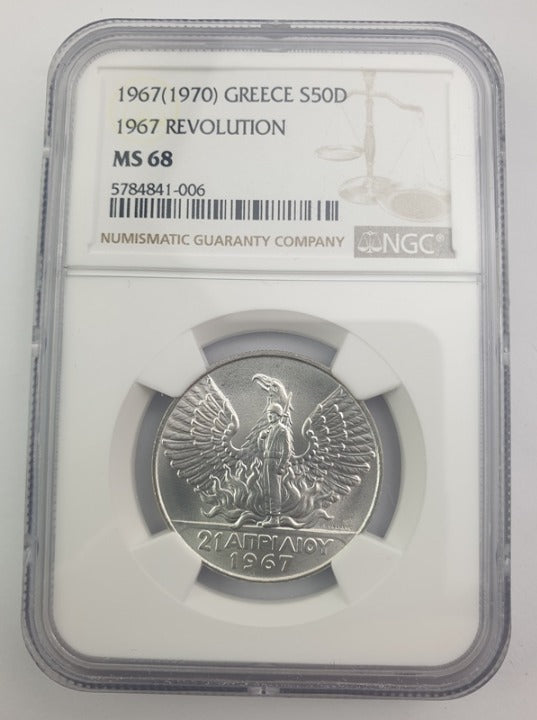 1967(1970) GREECE S50D
1967 REVOLUTION
MS 68
5784841-006
NUMISMATIC GUARANTY COMPANY
NGC®
21 ΑΠΡΙΛΙΟΥ
1967